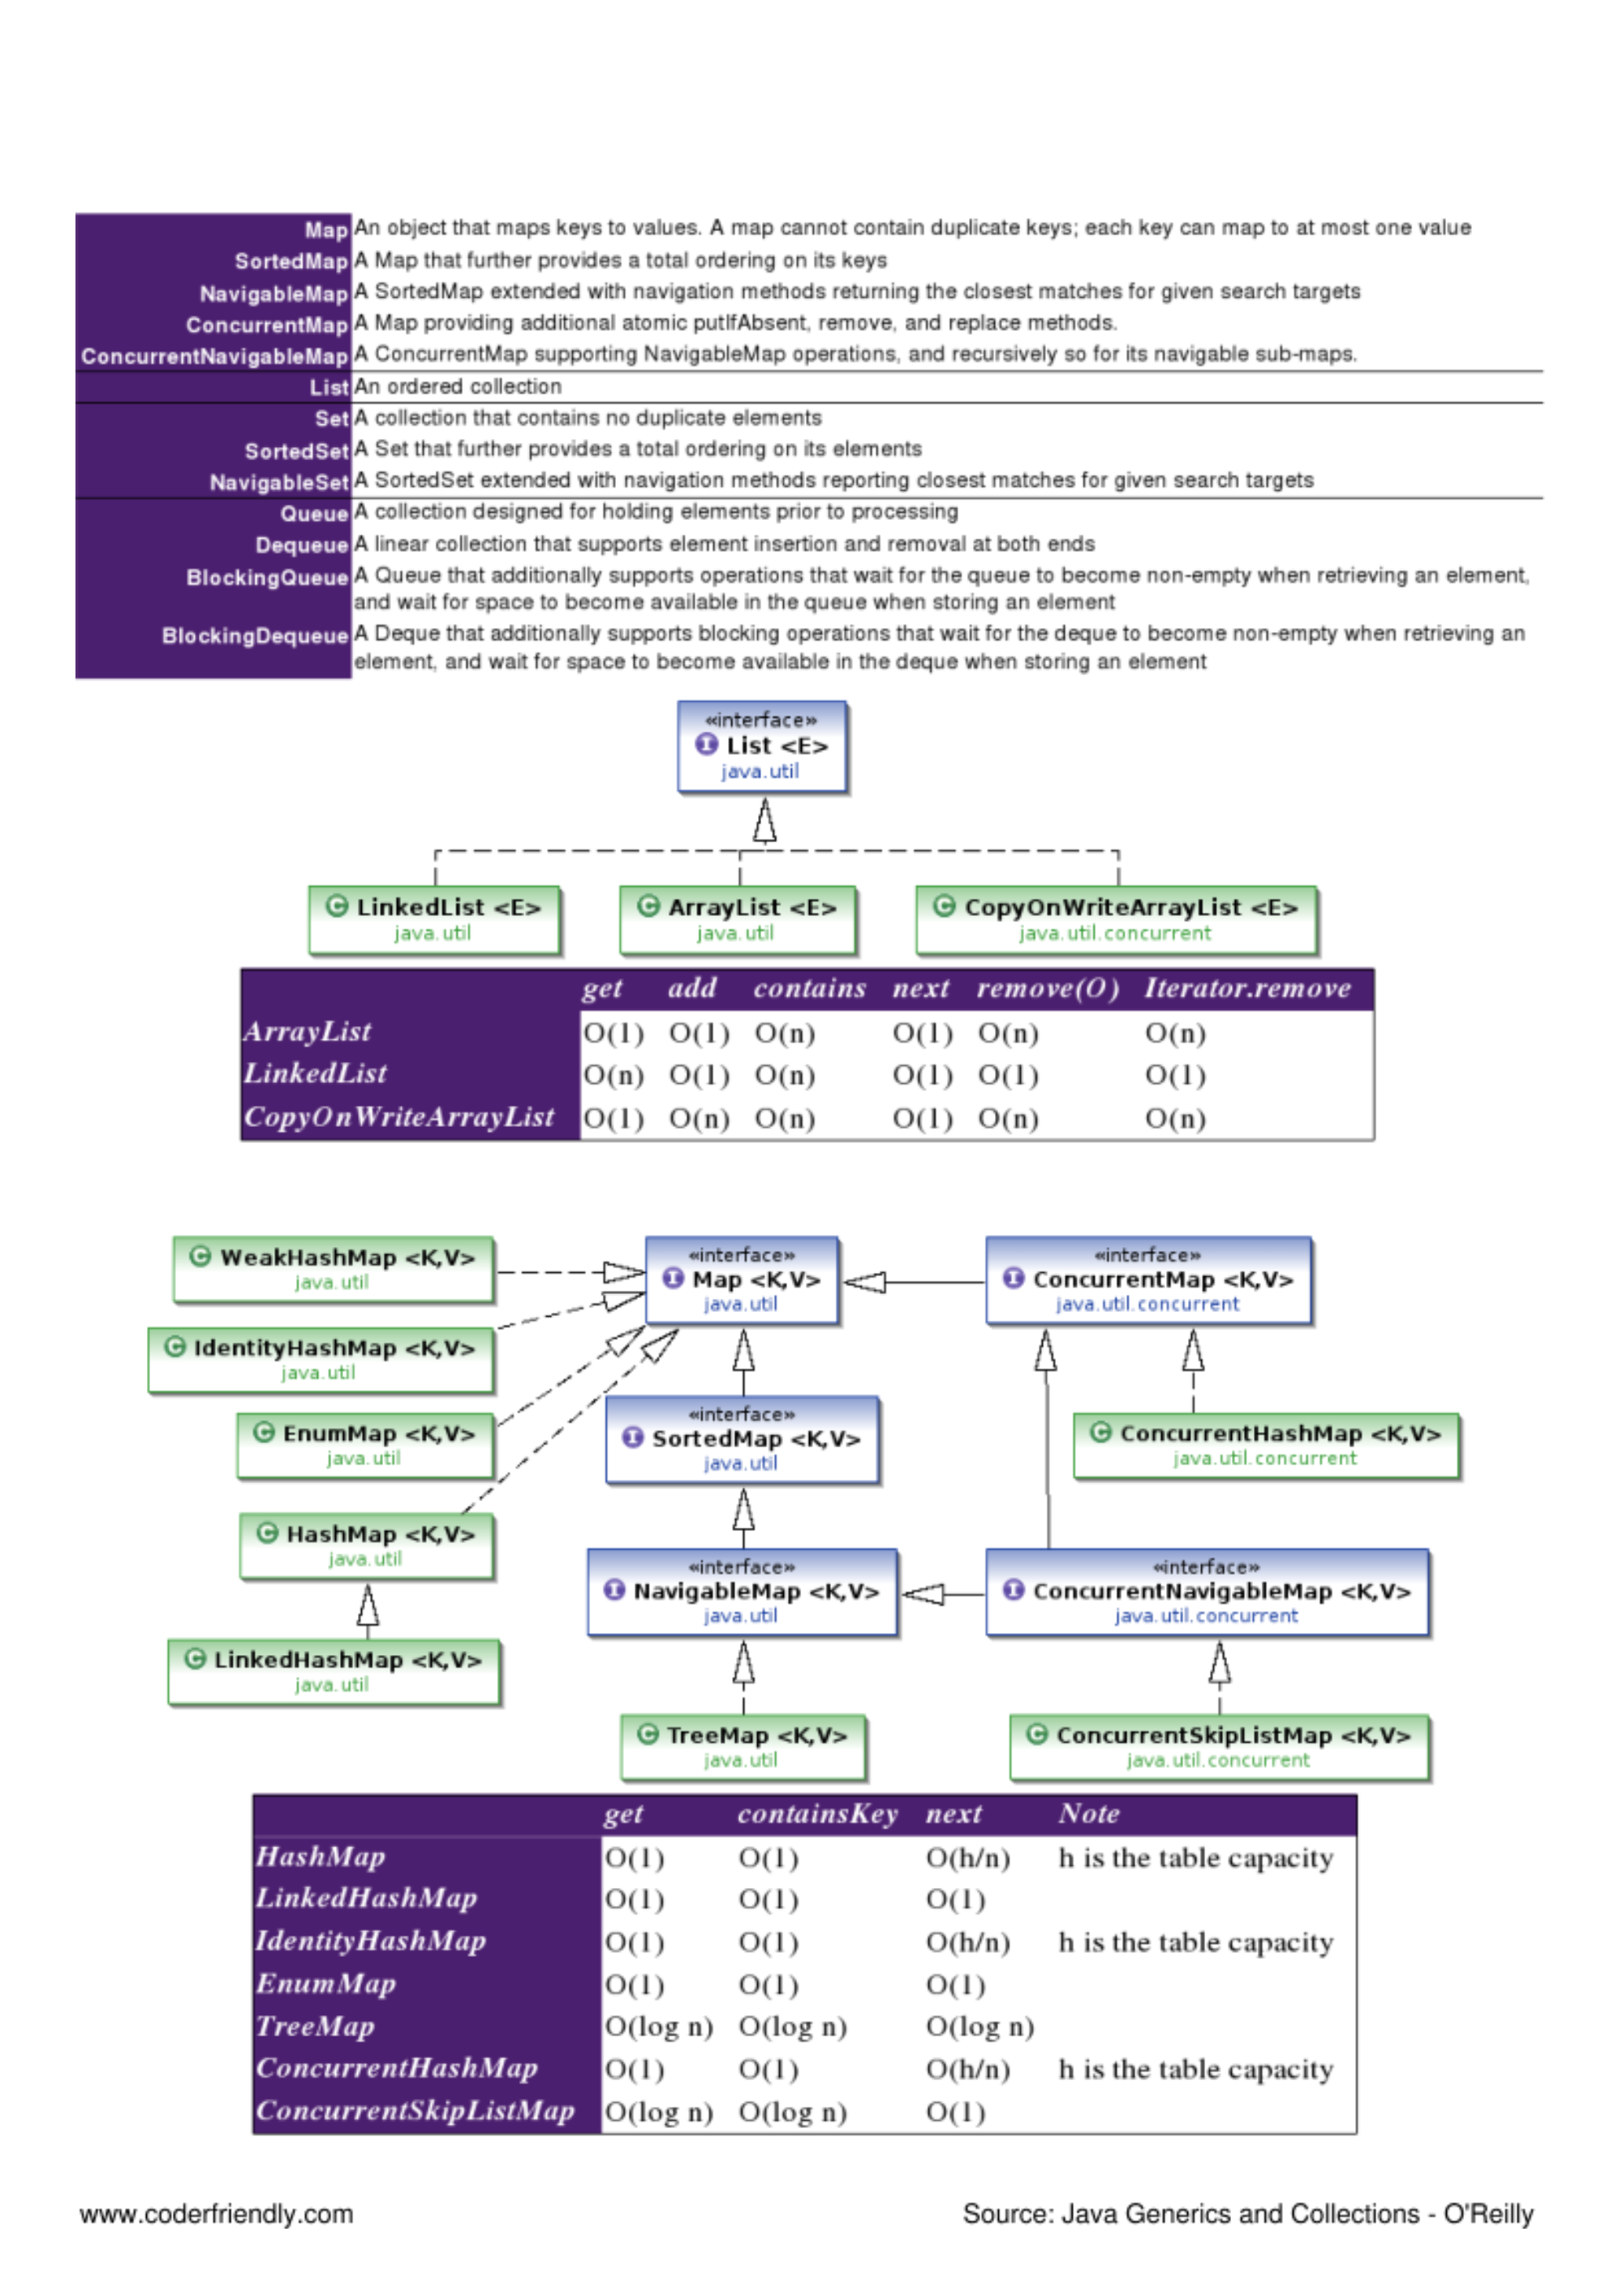 Map An object that maps keys to values. A map cannot contain duplicate keys; each key can map to at most one value
SortedMap A Map that further provides a total ordering on its keys
NavigableMap A SortedMap extended with navigation methods returning the closest matches for given search targets
ConcurrentMap A Map providing additional atomic putIfAbsent, remove, and replace methods.
ConcurrentNavigableMap A ConcurrentMap supporting NavigableMap operations, and recursively so for its navigable sub-maps.
List An ordered collection
Set A collection that contains no duplicate elements
SortedSet A Set that further provides a total ordering on its elements
NavigableSet A SortedSet extended with navigation methods reporting closest matches for given search targets
Queue A collection designed for holding elements prior to processing
Dequeue A linear collection that supports element insertion and removal at both ends
BlockingQueue A Queue that additionally supports operations that wait for the queue to become non-empty when retrieving an element,
and wait for space to become available in the queue when storing an element
BlockingDequeue A Deque that additionally supports blocking operations that wait for the deque to become non-empty when retrieving an
element, and wait for space to become available in the deque when storing an element
«interface»
I List <E>
java.util
C LinkedList <E>
java.util
C ArrayList <E>
java.util
C CopyOnWriteArrayList <E>
java.util.concurrent
get add contains next remove(O) Iterator.remove
ArrayList O(1) O(1) O(n) O(1) O(n) O(n)
LinkedList O(n) O(1) O(n) O(1) O(1) O(1)
CopyOnWriteArrayList O(1) O(n) O(n) O(1) O(n) O(n)
C WeakHashMap <K,V>
java.util
«interface»
I Map <K,V>
java.util
«interface»
I ConcurrentMap <K,V>
java.util.concurrent
C IdentityHashMap <K,V>
java.util
C EnumMap <K,V>
java.util
«interface»
I SortedMap <K,V>
java.util
C ConcurrentHashMap <K,V>
java.util.concurrent
C HashMap <K,V>
java.util
«interface»
I NavigableMap <K,V>
java.util
«interface»
I ConcurrentNavigableMap <K,V>
java.util.concurrent
C LinkedHashMap <K,V>
java.util
C TreeMap <K,V>
java.util
C ConcurrentSkipListMap <K,V>
java.util.concurrent
get containsKey next Note
HashMap O(1) O(1) O(h/n) h is the table capacity
LinkedHashMap O(1) O(1) O(1)
IdentityHashMap O(1) O(1) O(h/n) h is the table capacity
EnumMap O(1) O(1) O(1)
TreeMap O(log n) O(log n) O(log n)
ConcurrentHashMap O(1) O(1) O(h/n) h is the table capacity
ConcurrentSkipListMap O(log n) O(log n) O(1)
www.coderfriendly.com
Source: Java Generics and Collections - O'Reilly